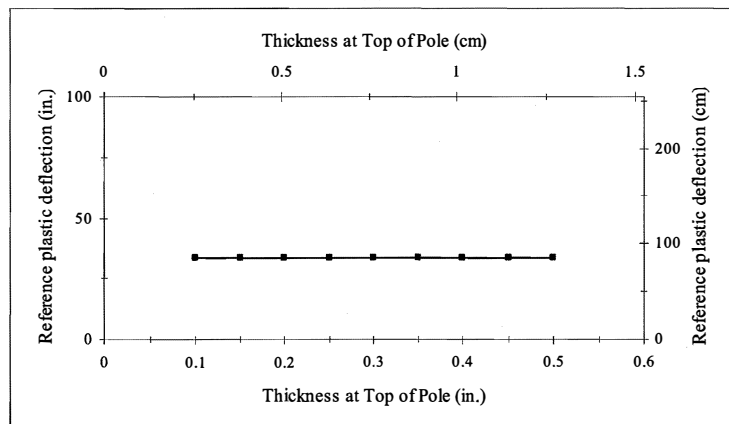 Thickness at Top of Pole (cm)
0 0.5 1 1.5
Reference plastic deflection (in.)
100
50
0
200
100
0
Reference plastic deflection (cm)
0 0.1 0.2 0.3 0.4 0.5 0.6
Thickness at Top of Pole (in.)